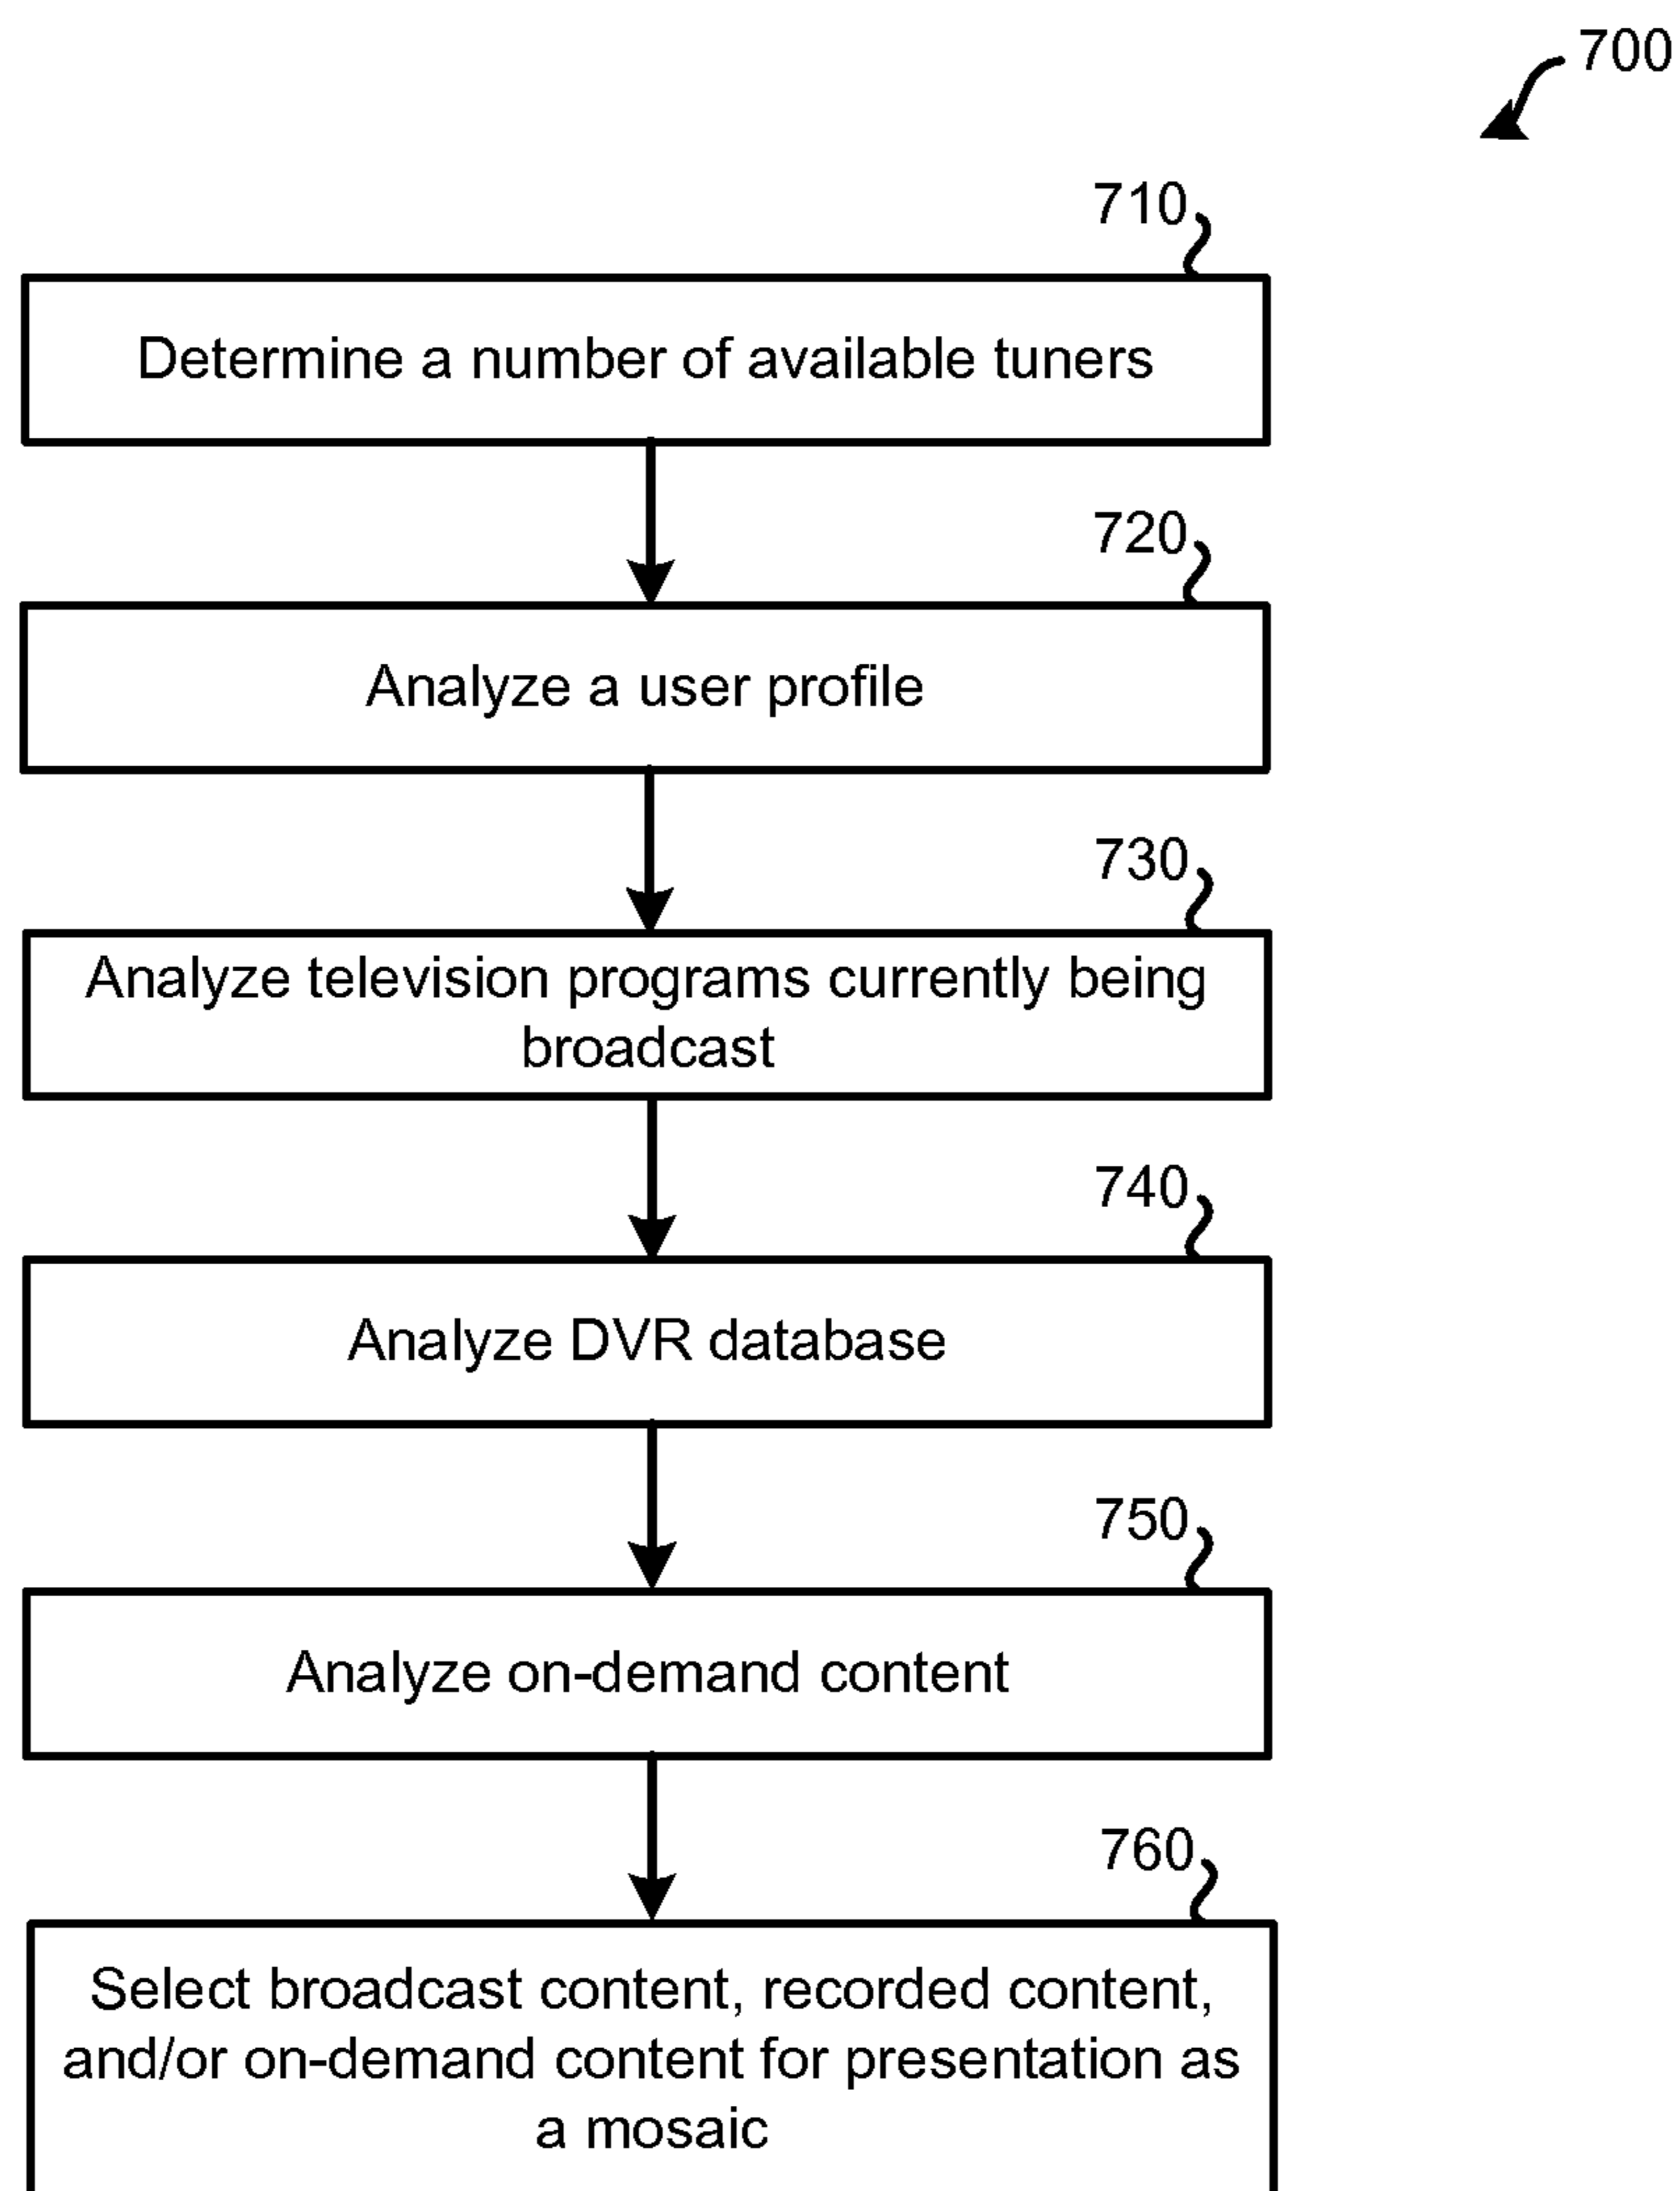 700
710
Determine a number of available tuners
720
Analyze a user profile
730
Analyze television programs currently being
broadcast
740
Analyze DVR database
750
Analyze on-demand content
760
Select broadcast content, recorded content,
and/or on-demand content for presentation as
a mosaic